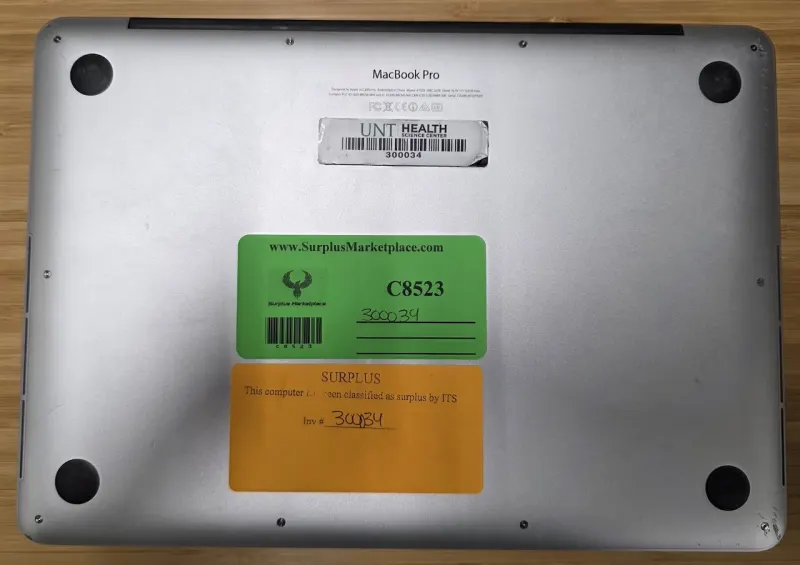 MacBook Pro
UNT HEALTH
SCIENCE CENTER
300034
www.SurplusMarketplace.com
C8523
Surplus Marketplace
300034
C8523
SURPLUS
This computer been classified as surplus by ITS
Inv # 300034